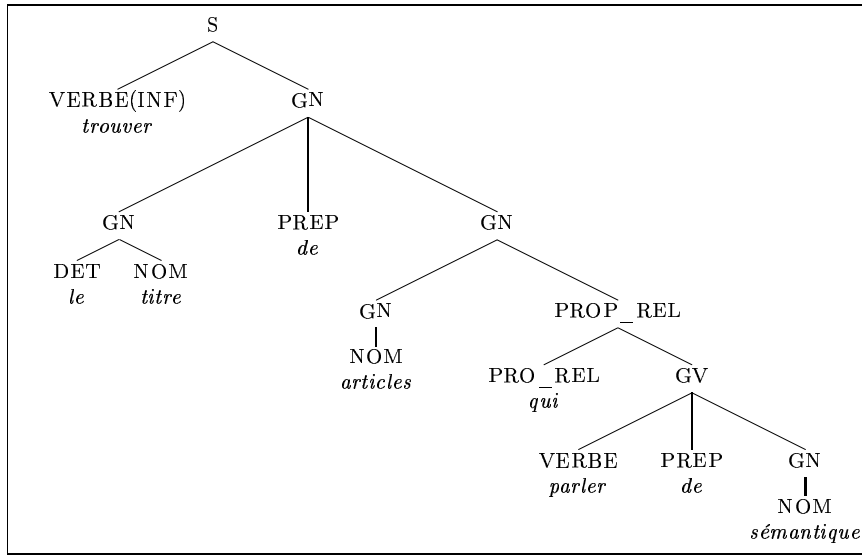 S
VERBE(INF) GN
trouver
GN PREP GN
de
DET NOM
le titre
GN PROP_REL
NOM
articles
PRO_REL GV
qui
VERBE PREP GN
parler de
NOM
sémantique